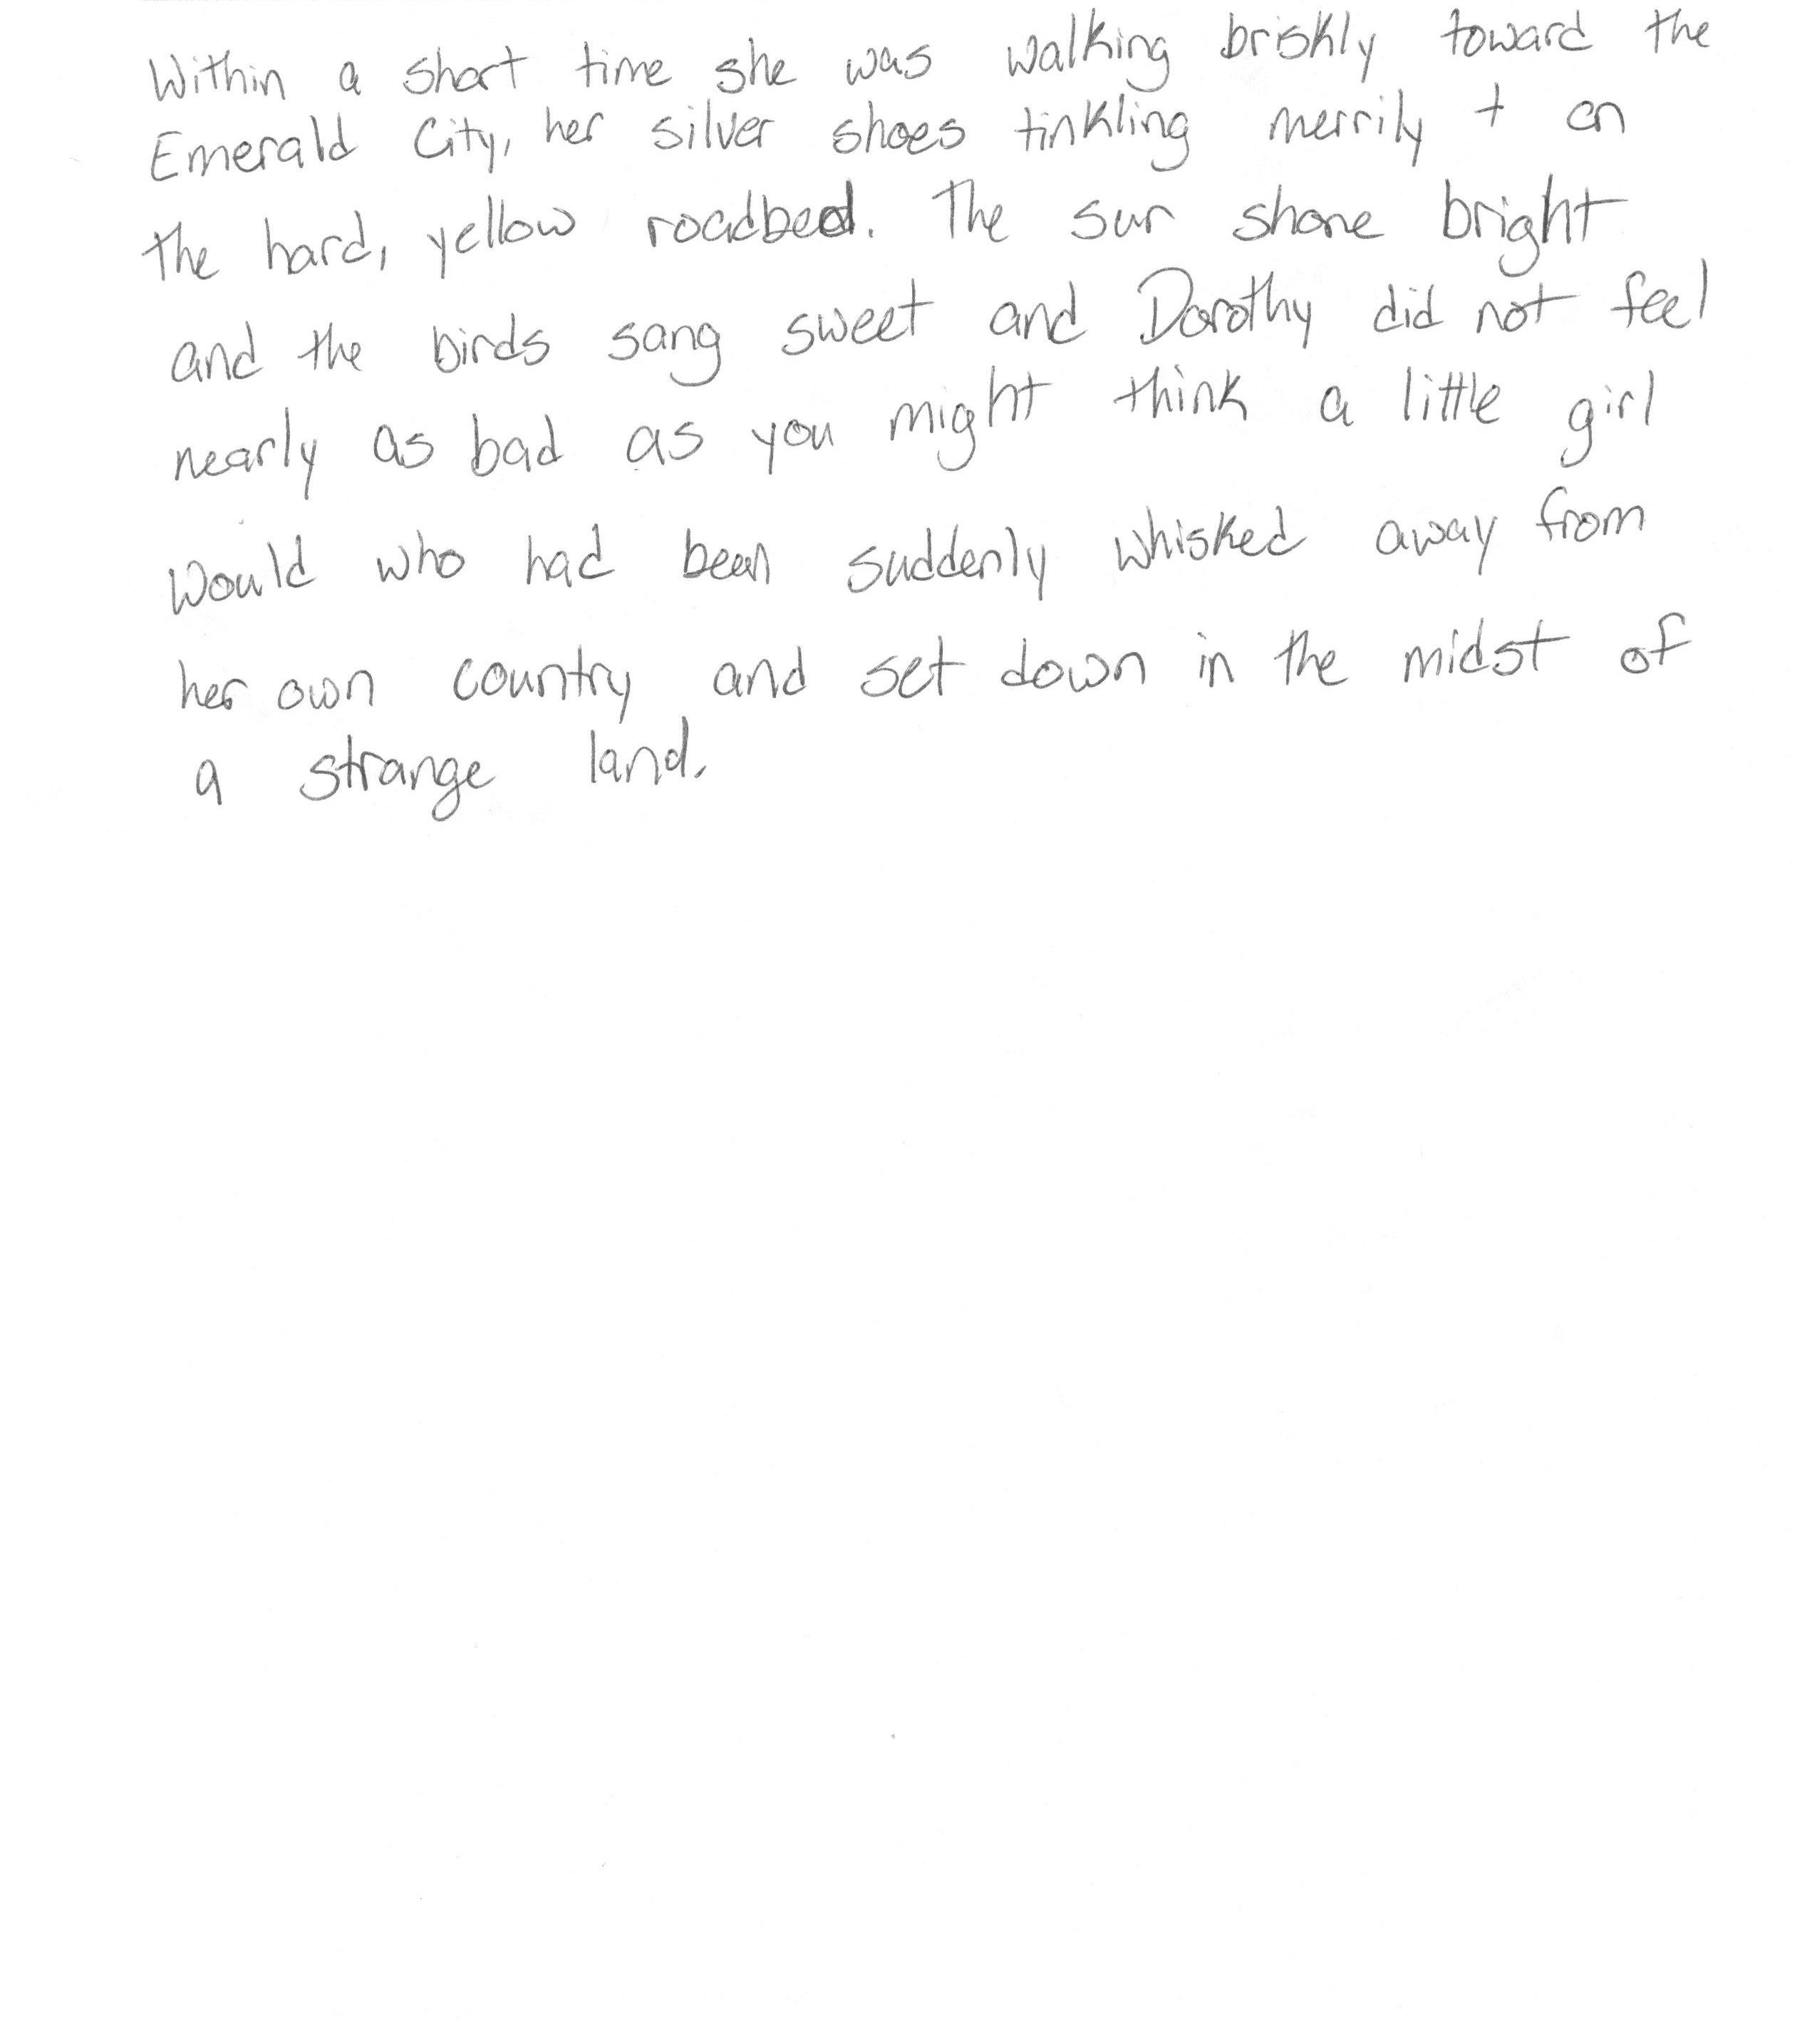 Within a short time she was walking briskly toward the
Emerald City, her silver shoes tinkling merrily + on
the hard, yellow roadbed. The sun shone bright
and the birds sang sweet and Dorothy did not feel
nearly as bad as you might think a little girl
would who had been suddenly whisked away from
her own country and set down in the midst of
a strange land.